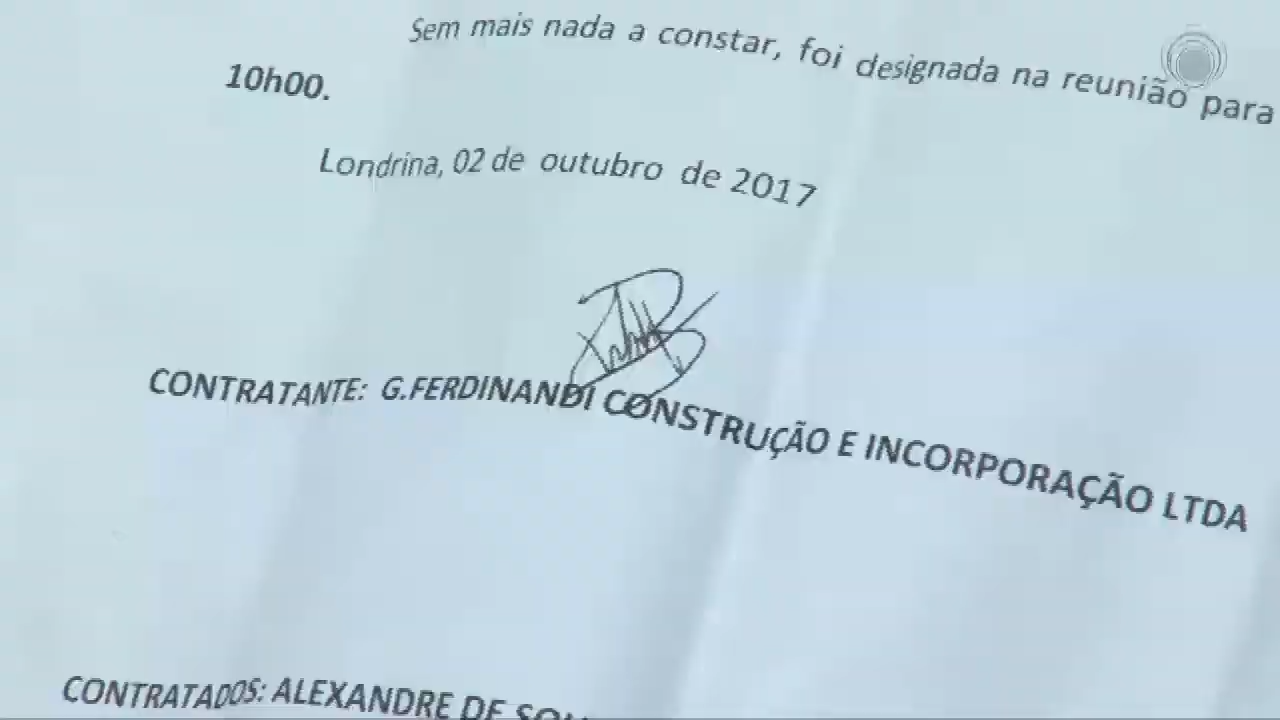 Sem mais nada a constar, foi designada na reunião para
10h00.
Londrina, 02 de outubro de 2017
CONTRATANTE: G.FERDINANDI CONSTRUÇÃO E INCORPORAÇÃO LTDA
CONTRATADOS: ALEXANDRE DE